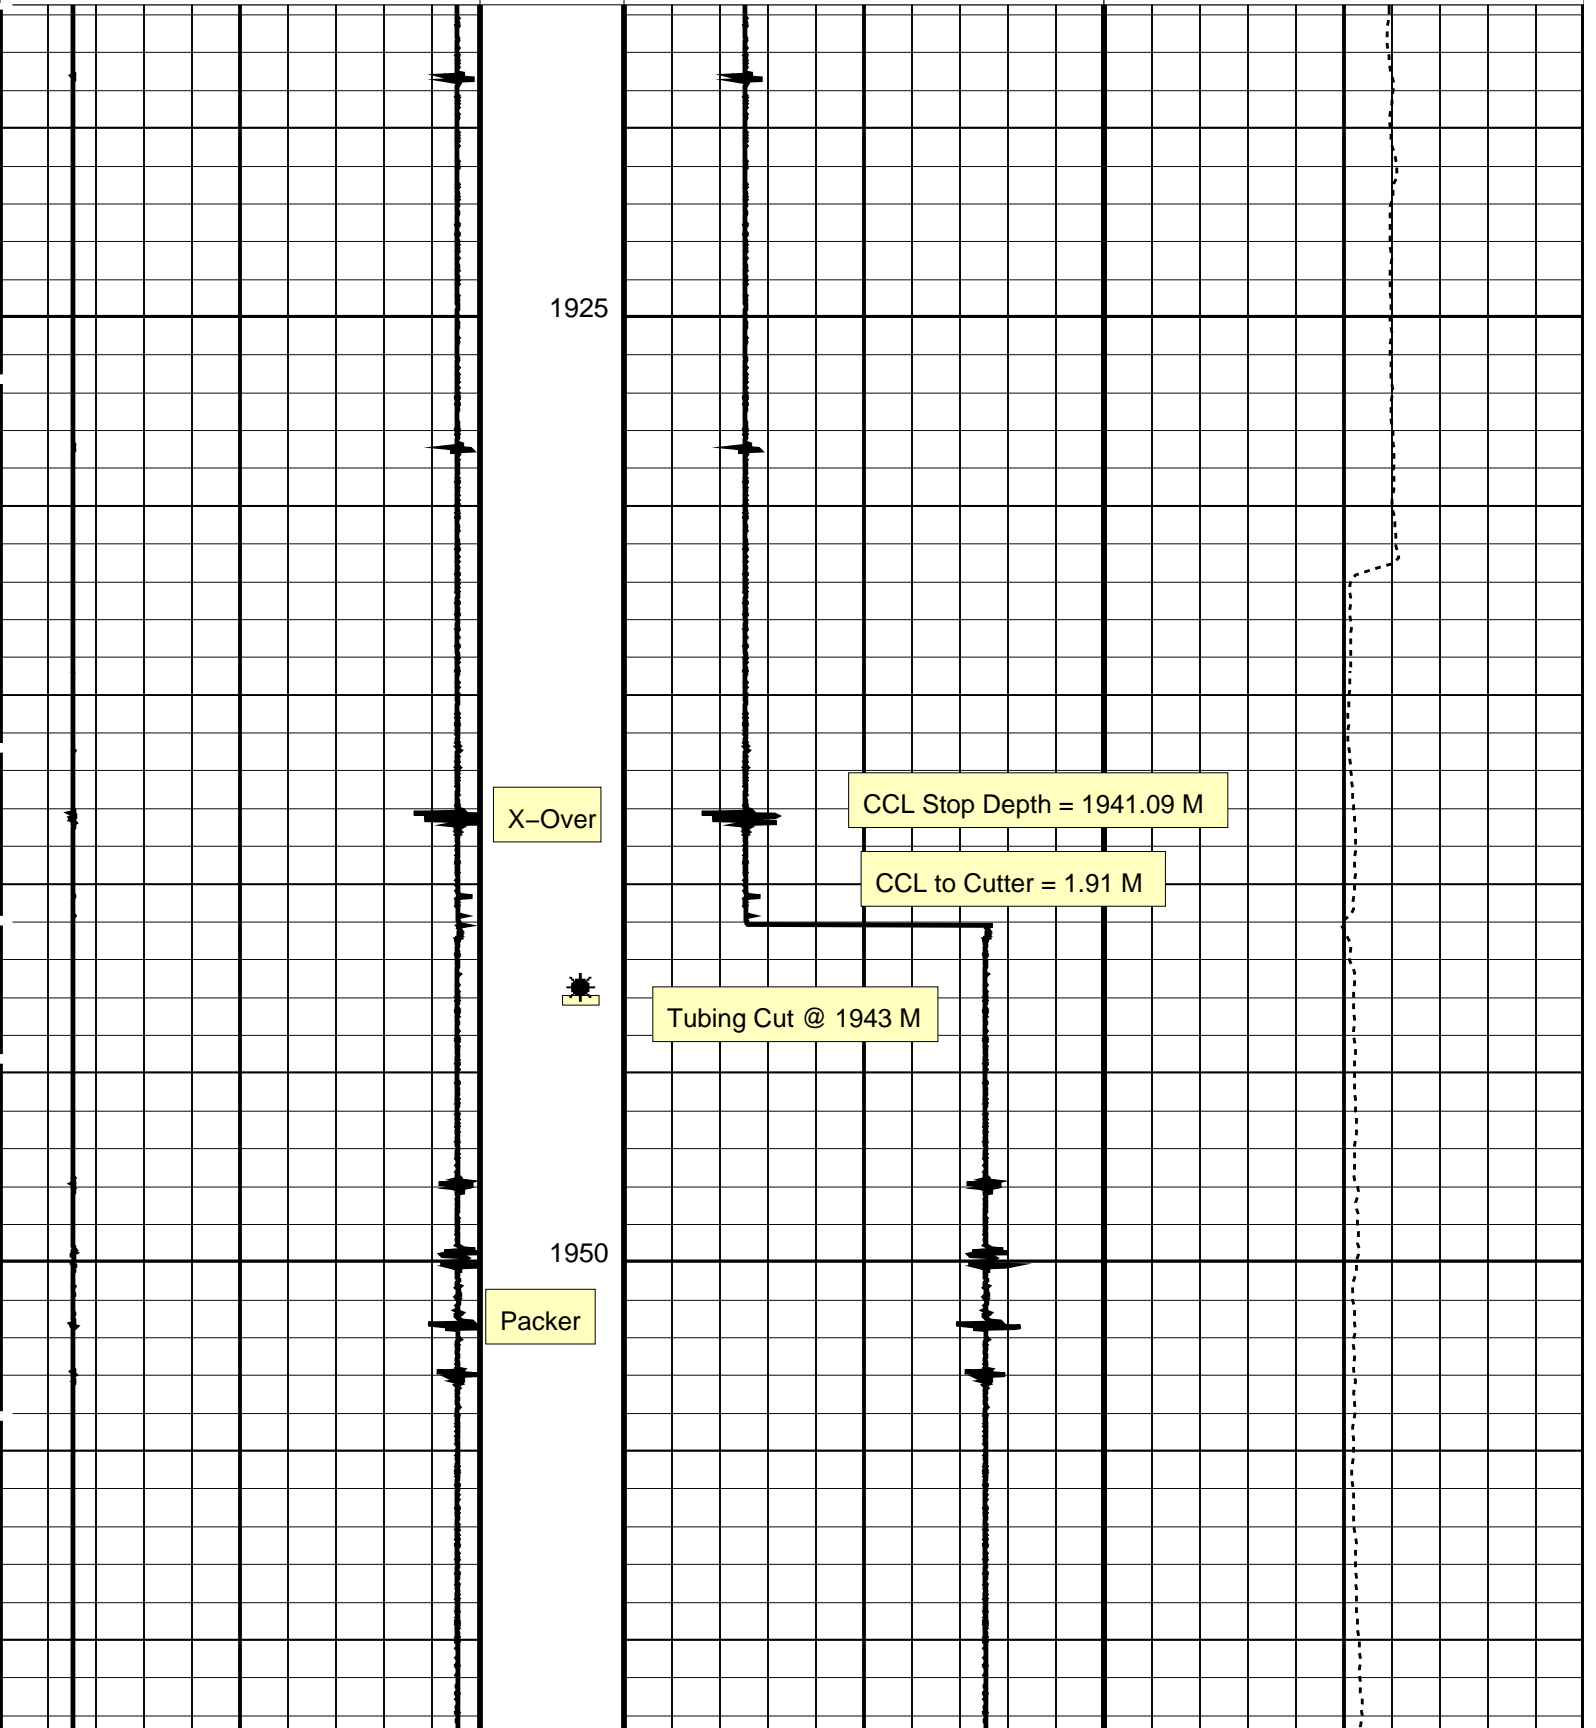 1925
X−Over
CCL Stop Depth = 1941.09 M
CCL to Cutter = 1.91 M
Tubing Cut @ 1943 M
1950
Packer